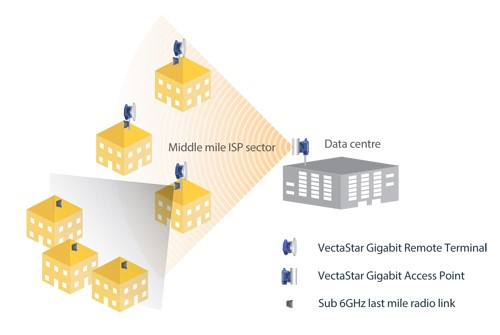 Middle mile ISP sector
Data centre
VectaStar Gigabit Remote Terminal
VectaStar Gigabit Access Point
Sub 6GHz last mile radio link